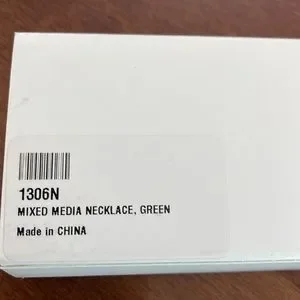 1306N
MIXED MEDIA NECKLACE, GREEN
Made in CHINA